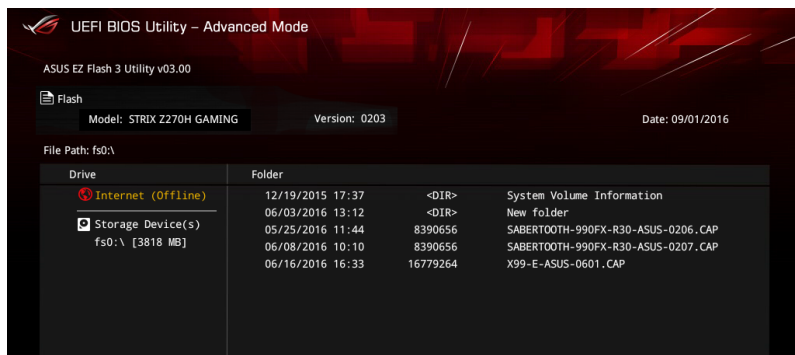 UEFI BIOS Utility – Advanced Mode
ASUS EZ Flash 3 Utility v03.00
Flash
Model: STRIX Z270H GAMING Version: 0203 Date: 09/01/2016
File Path: fs0:\
Drive Folder
Internet (Offline) 12/19/2015 17:37 <DIR> System Volume Information
06/03/2016 13:12 <DIR> New folder
Storage Device(s) 05/25/2016 11:44 8390656 SABERTOOTH-990FX-R30-ASUS-0206.CAP
fs0:\ [3818 MB] 06/08/2016 10:10 8390656 SABERTOOTH-990FX-R30-ASUS-0207.CAP
06/16/2016 16:33 16779264 X99-E-ASUS-0601.CAP